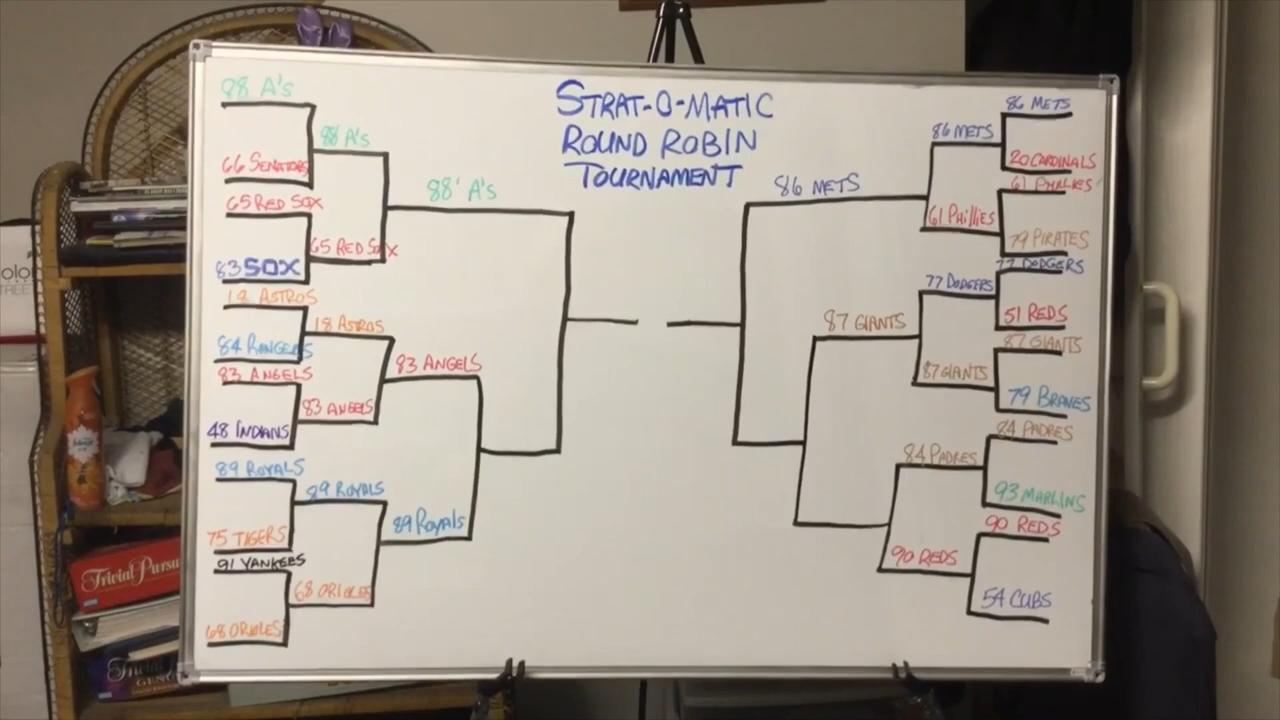 STRAT-O-MATIC
ROUND ROBIN
TOURNAMENT
88 A's
66 SENATORS
65 RED SOX
83 SOX
18 ASTROS
84 RANGERS
83 ANGELS
48 INDIANS
89 ROYALS
75 TIGERS
91 YANKEES
68 ORIOLES
88 A's
65 RED SOX
18 ASTROS
83 ANGELS
89 ROYALS
68 ORIOLES
88' A's
83 ANGELS
89 ROYALS
86 METS
87 GIANTS
86 METS
61 PHILLIES
77 DODGERS
87 GIANTS
84 PADRES
90 REDS
86 METS
20 CARDINALS
61 PHILLIES
79 PIRATES
77 DODGERS
51 REDS
87 GIANTS
79 BRAVES
84 PADRES
93 MARLINS
90 REDS
54 CUBS
Trivial Pursu
Trivial